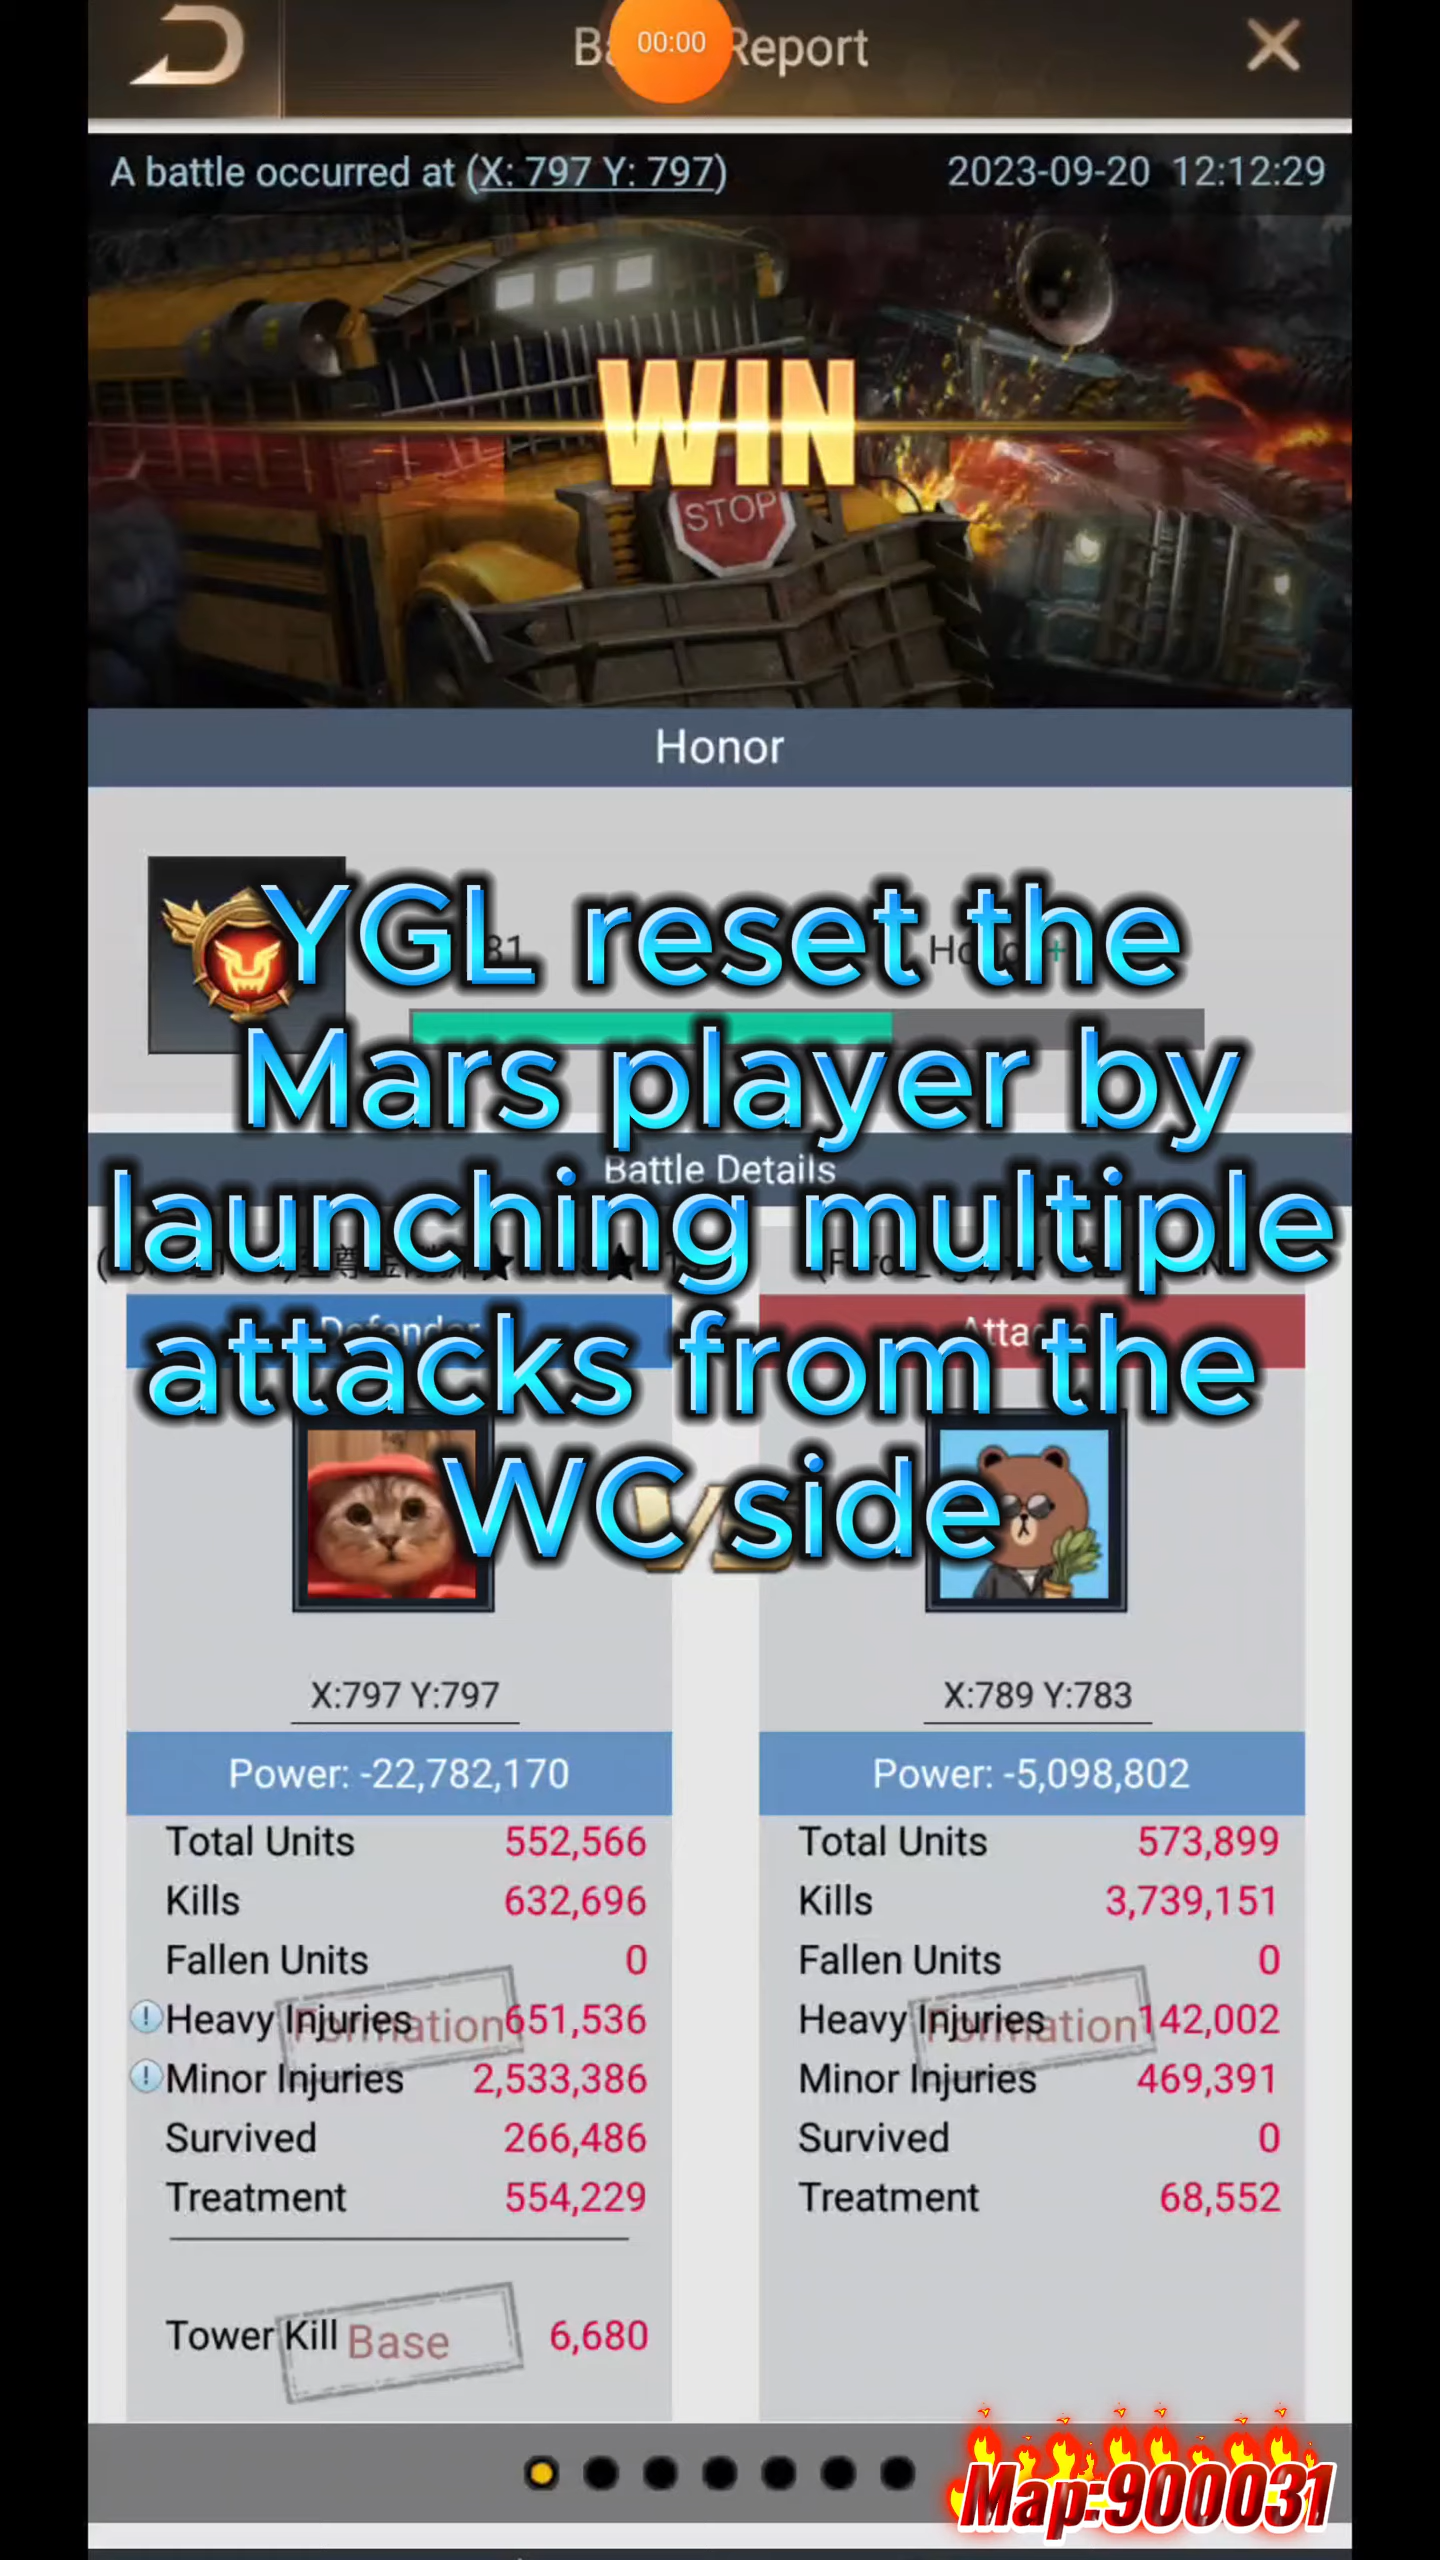 Report
00:00
A battle occurred at (X: 797 Y: 797)
2023-09-20 12:12:29
WIN
STOP
Honor
YGL reset the
Mars player by
launching multiple
attacks from the
WC side
Battle Details
Defender
VS
X:797 Y:797
X:789 Y:783
Power: -22,782,170
Power: -5,098,802
Total Units 552,566
Total Units 573,899
Kills 632,696
Kills 3,739,151
Fallen Units 0
Fallen Units 0
Heavy Injuries 651,536
Heavy Injuries 142,002
Formation
Formation
Minor Injuries 2,533,386
Minor Injuries 469,391
Survived 266,486
Survived 0
Treatment 554,229
Treatment 68,552
Tower Kill 6,680
Base
Map:900031